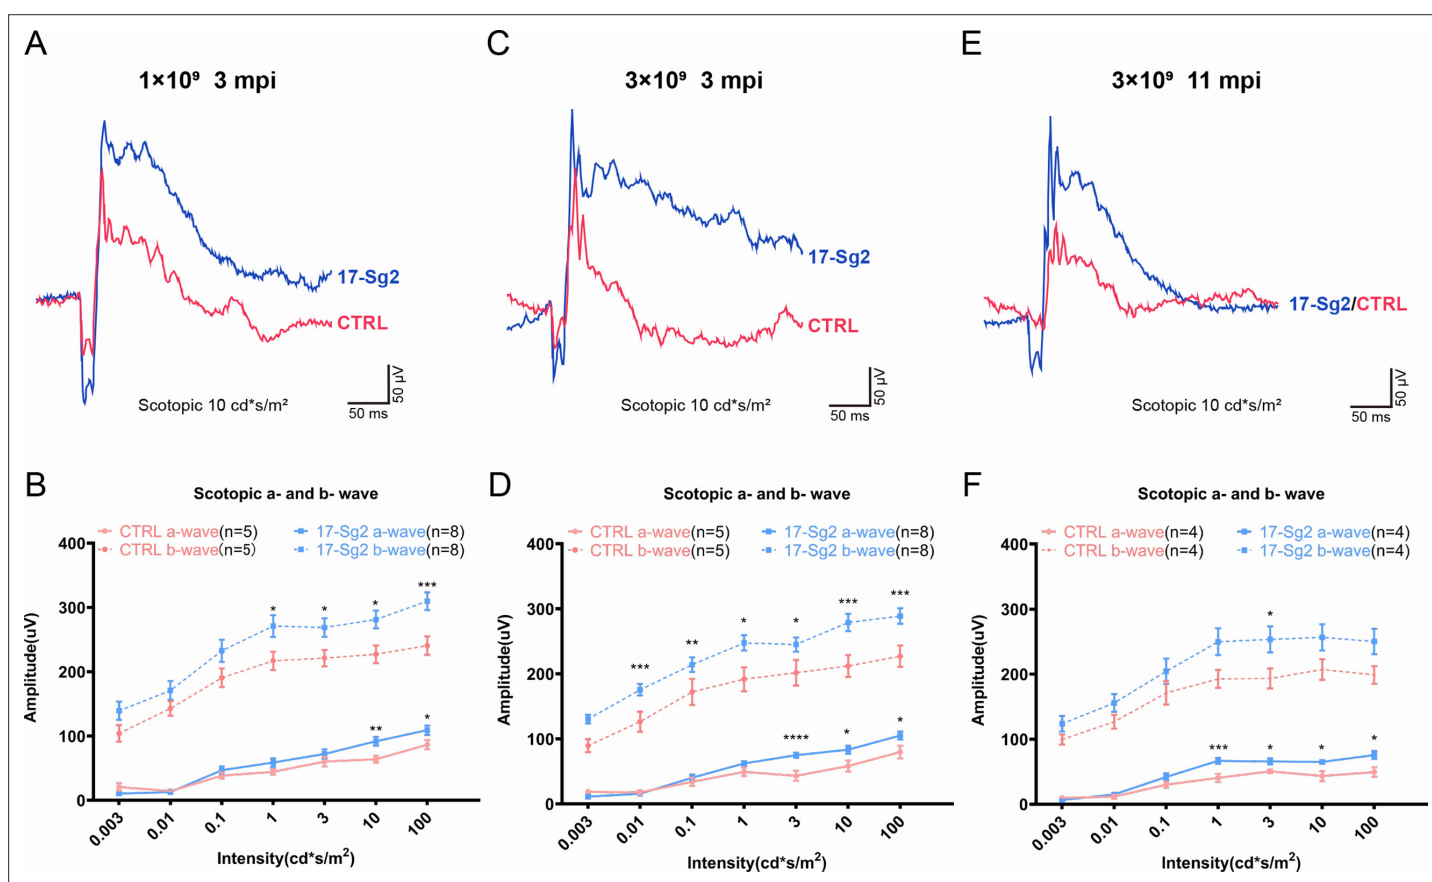 A
1×10⁹ 3 mpi
17-Sg2
CTRL
50 µV
50 ms
Scotopic 10 cd*s/m²
C
3×10⁹ 3 mpi
17-Sg2
CTRL
50 µV
50 ms
Scotopic 10 cd*s/m²
E
3×10⁹ 11 mpi
17-Sg2/CTRL
50 µV
50 ms
Scotopic 10 cd*s/m²
B
Scotopic a- and b- wave
CTRL a-wave(n=5) 17-Sg2 a-wave(n=8)
CTRL b-wave(n=5) 17-Sg2 b-wave(n=8)
Amplitude(uV)
400
300
200
100
0
* * * ***
** *
0.003 0.01 0.1 1 3 10 100
Intensity(cd*s/m²)
D
Scotopic a- and b- wave
CTRL a-wave(n=5) 17-Sg2 a-wave(n=8)
CTRL b-wave(n=5) 17-Sg2 b-wave(n=8)
Amplitude(uV)
400
300
200
100
0
*** ** * * *** ***
**** * *
0.003 0.01 0.1 1 3 10 100
Intensity(cd*s/m²)
F
Scotopic a- and b- wave
CTRL a-wave(n=4) 17-Sg2 a-wave(n=4)
CTRL b-wave(n=4) 17-Sg2 b-wave(n=4)
Amplitude(uV)
400
300
200
100
0
*
*** * * *
0.003 0.01 0.1 1 3 10 100
Intensity(cd*s/m²)